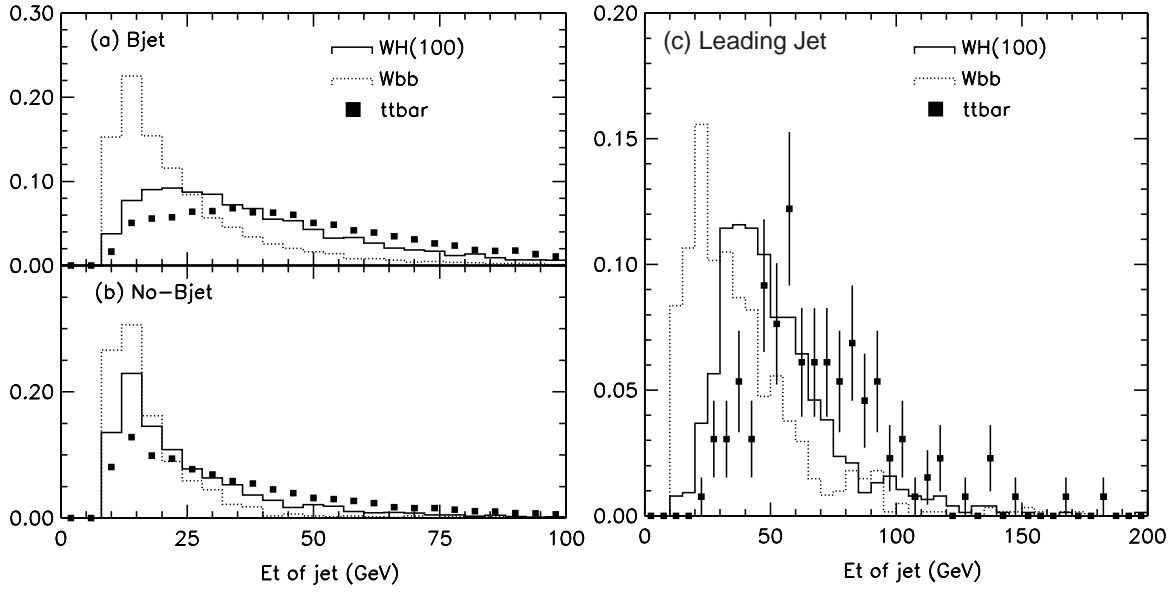 0.30
(a) Bjet
WH(100)
Wbb
ttbar
0.20
0.10
0.00
(b) No-Bjet
0.20
0.00
0
25
50
75
100
Et of jet (GeV)
0.20
(c) Leading Jet
WH(100)
Wbb
ttbar
0.15
0.10
0.05
0.00
0
50
100
150
200
Et of jet (GeV)